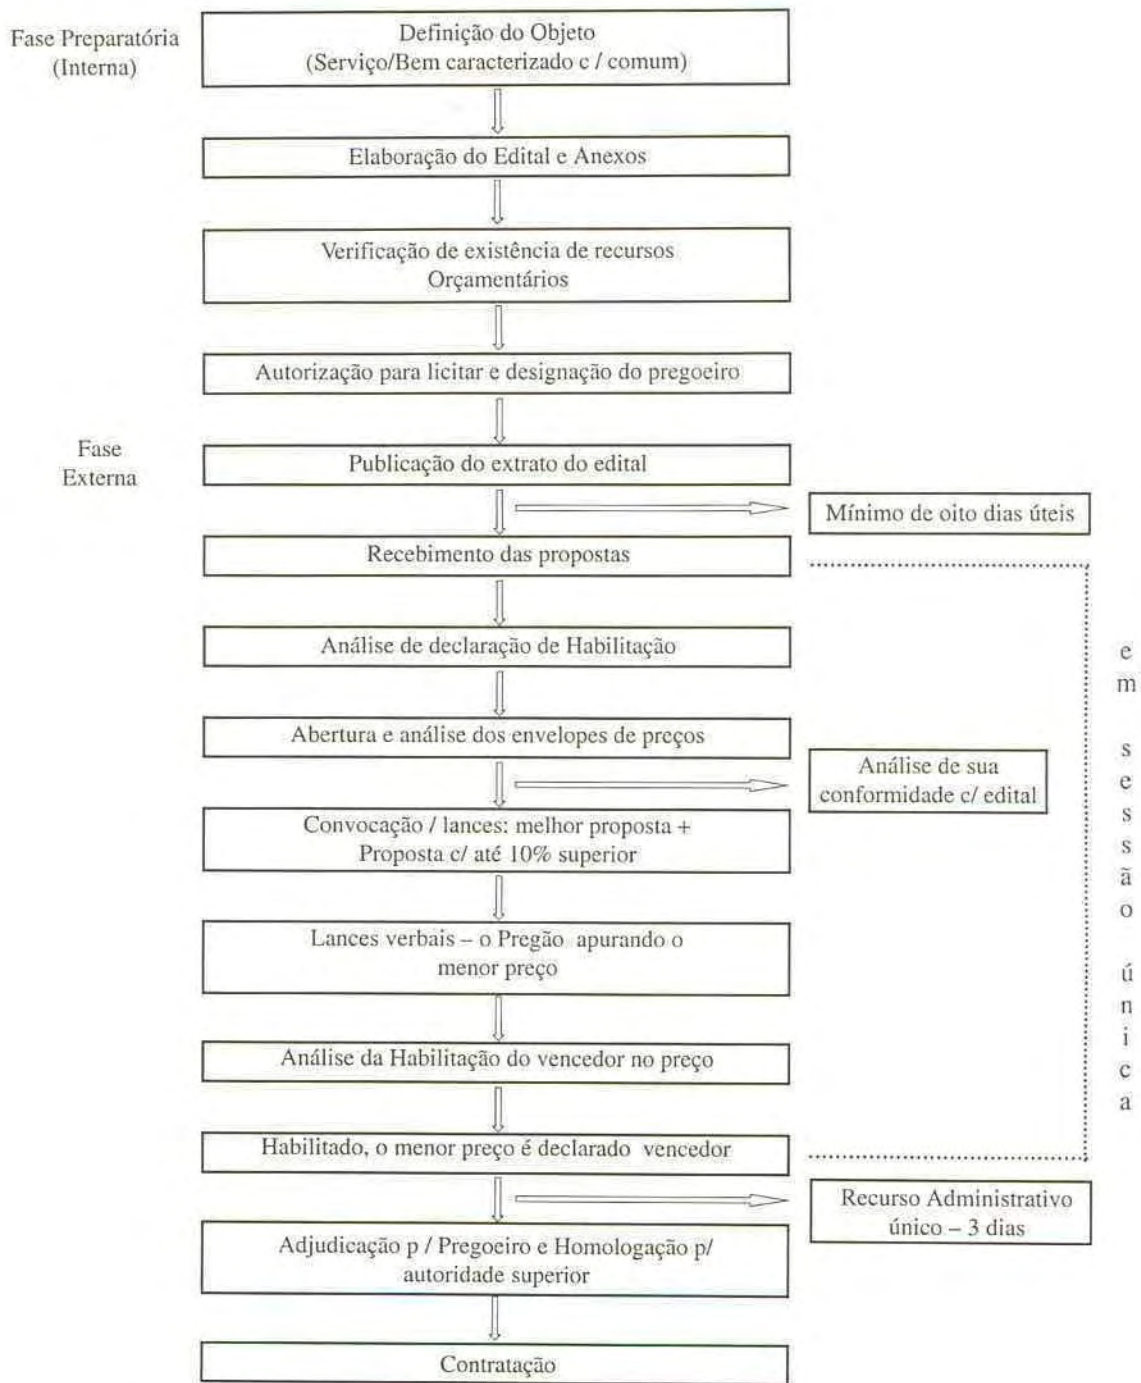 Fase Preparatória
(Interna)
Definição do Objeto
(Serviço/Bem caracterizado c / comum)
Elaboração do Edital e Anexos
Verificação de existência de recursos
Orçamentários
Autorização para licitar e designação do pregoeiro
Fase
Externa
Publicação do extrato do edital
Mínimo de oito dias úteis
Recebimento das propostas
Análise de declaração de Habilitação
Abertura e análise dos envelopes de preços
Análise de sua
conformidade c/ edital
Convocação / lances: melhor proposta +
Proposta c/ até 10% superior
Lances verbais – o Pregão apurando o
menor preço
Análise da Habilitação do vencedor no preço
Habilitado, o menor preço é declarado vencedor
em sessão única
Recurso Administrativo
único – 3 dias
Adjudicação p / Pregoeiro e Homologação p/
autoridade superior
Contratação